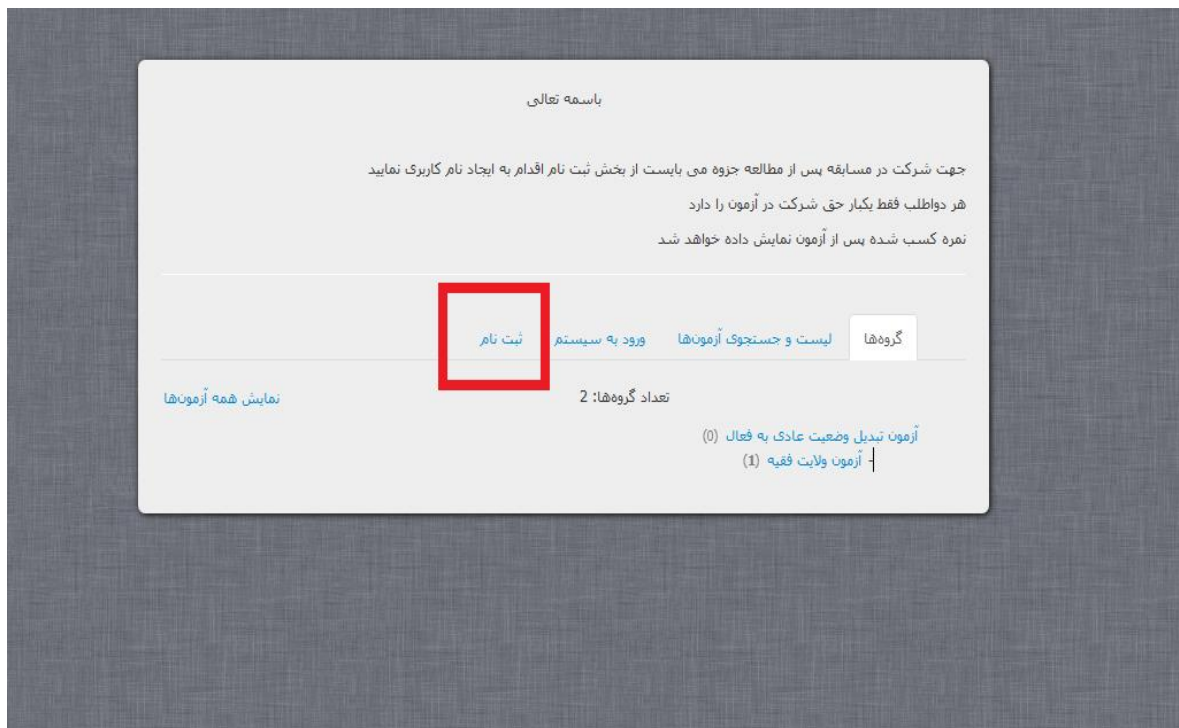 باسمه تعالی
جهت شرکت در مسابقه پس از مطالعه جزوه می بایست از بخش ثبت نام اقدام به ایجاد نام کاربری نمایید
هر دواطلب فقط یکبار حق شرکت در آزمون را دارد
نمره کسب شده پس از آزمون نمایش داده خواهد شد
گروه‌ها لیست و جستجوی آزمون‌ها ورود به سیستم ثبت نام
تعداد گروه‌ها: 2 نمایش همه آزمون‌ها
آزمون تبدیل وضعیت عادی به فعال (0)
- آزمون ولایت فقیه (1)